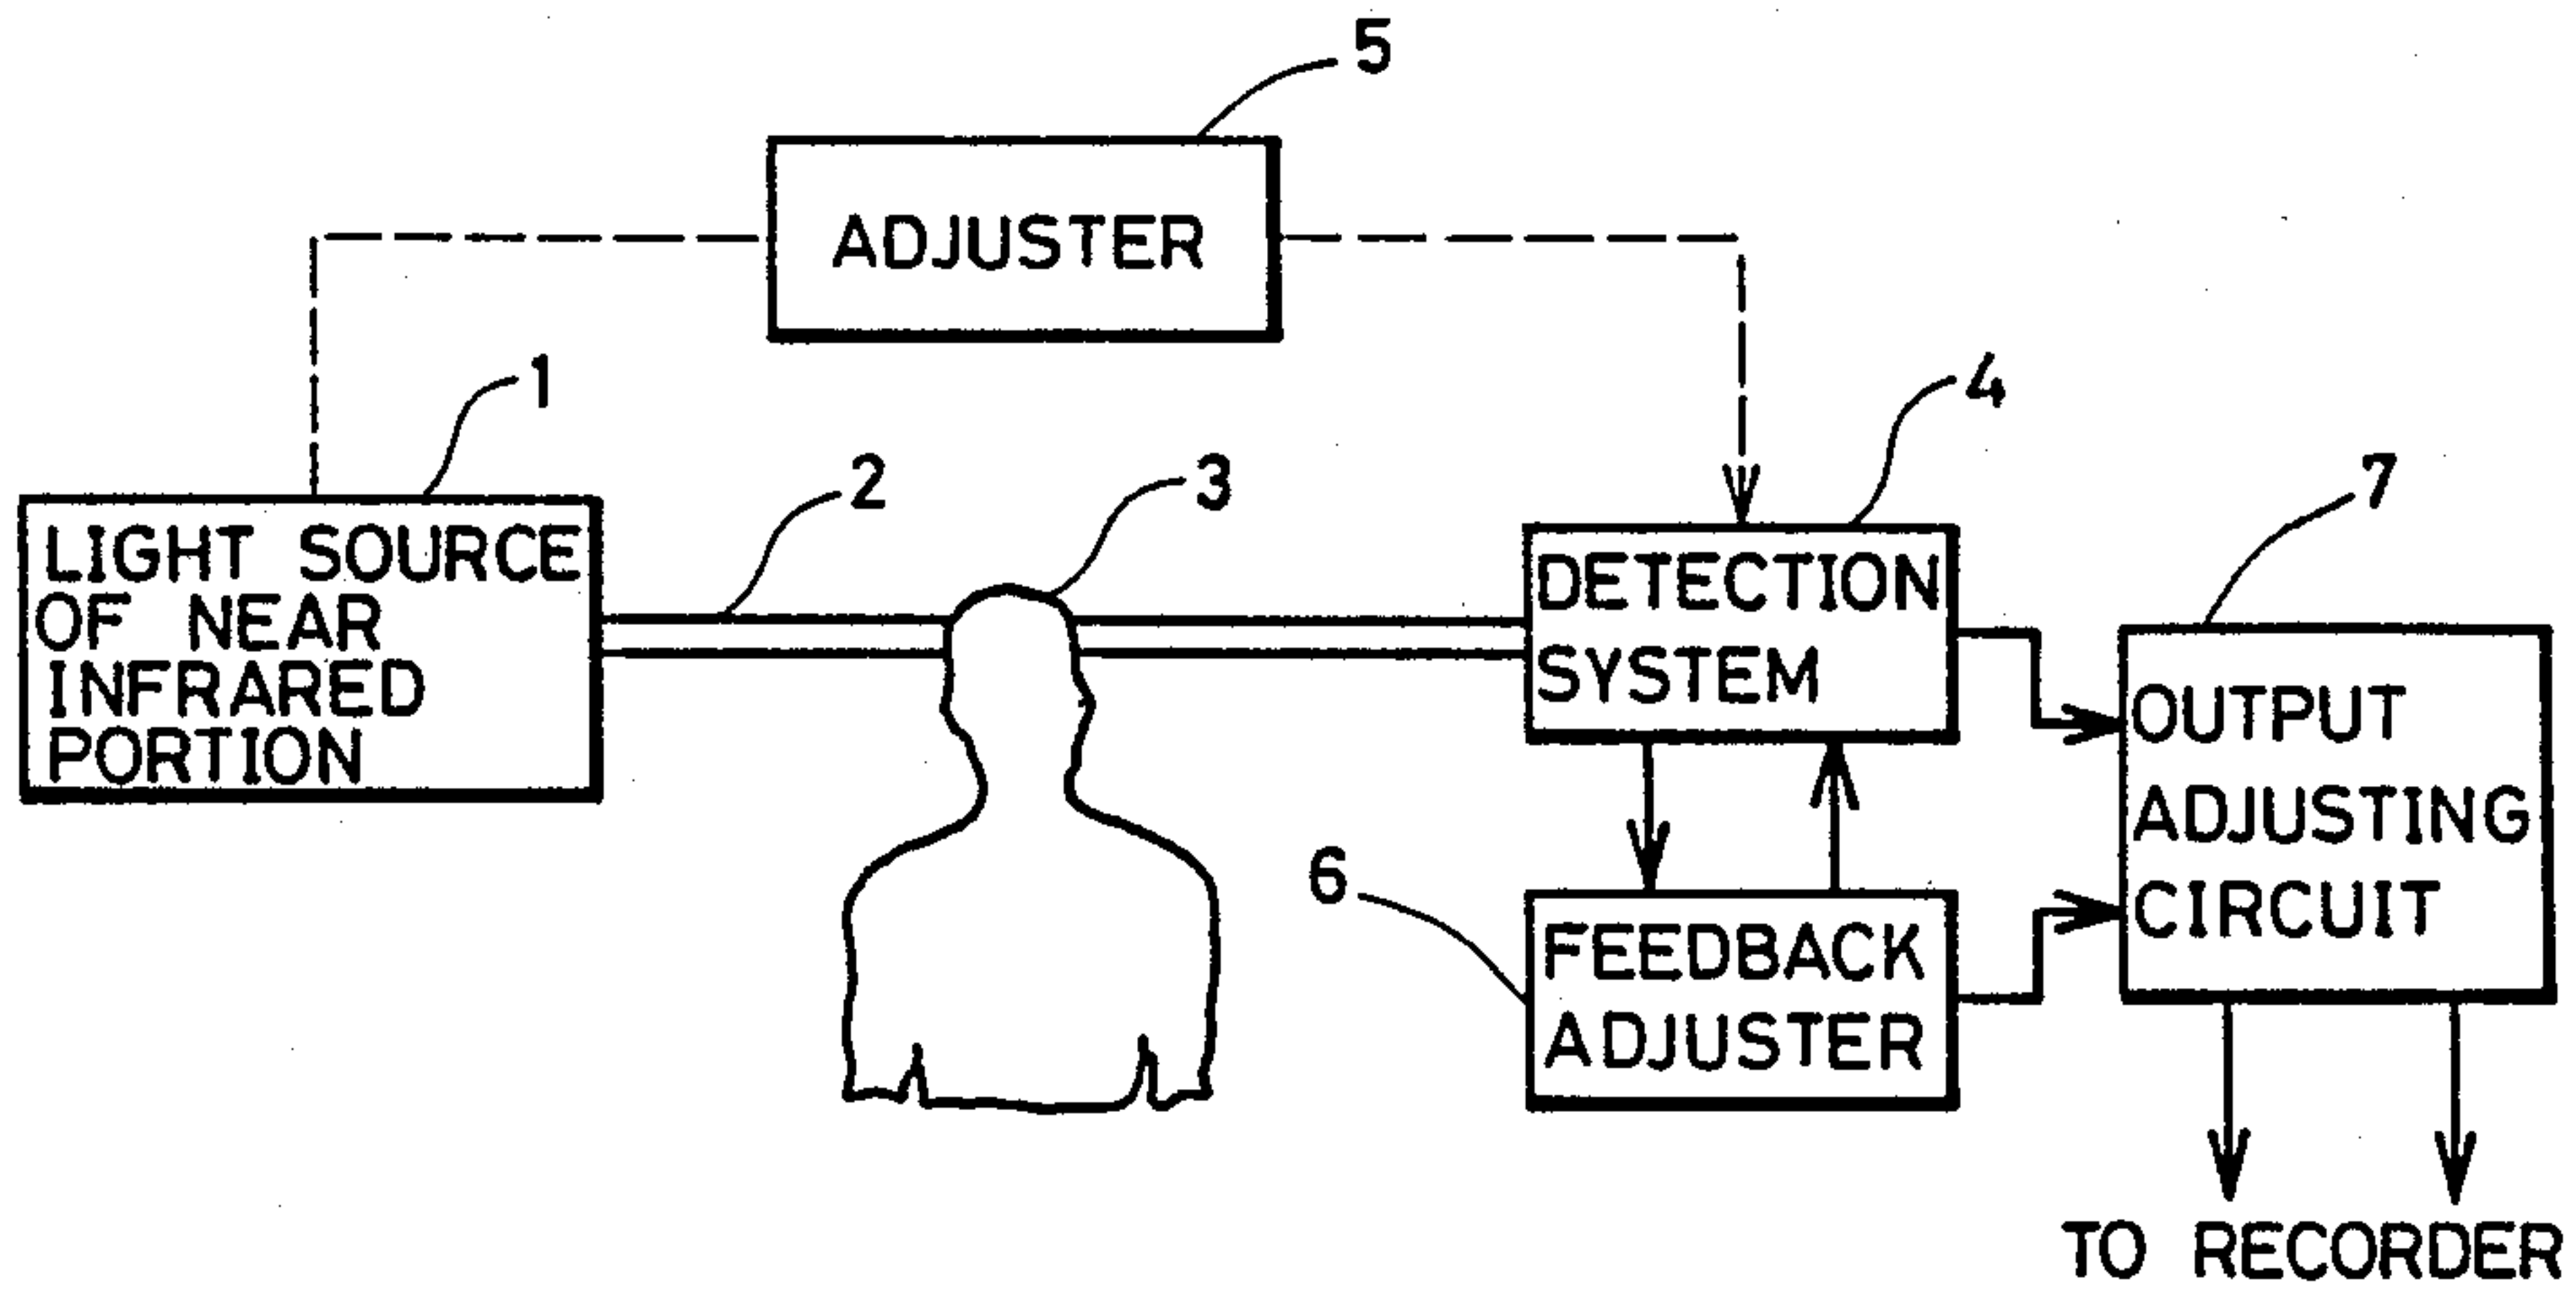 5
ADJUSTER
1
4
2
3
7
LIGHT SOURCE
OF NEAR
INFRARED
PORTION
DETECTION
SYSTEM
OUTPUT
ADJUSTING
CIRCUIT
6
FEEDBACK
ADJUSTER
TO RECORDER